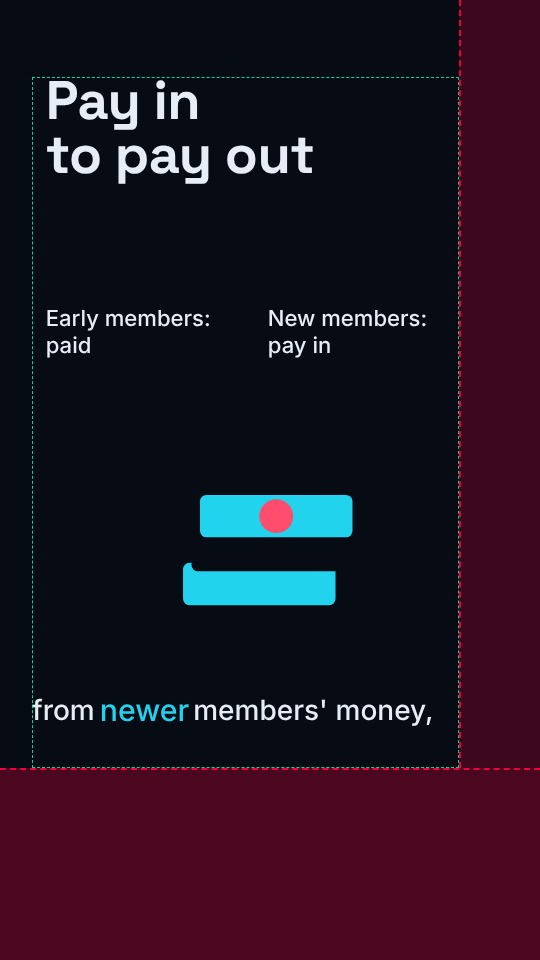 Pay in
to pay out
Early members:
paid
New members:
pay in
from newer members' money,